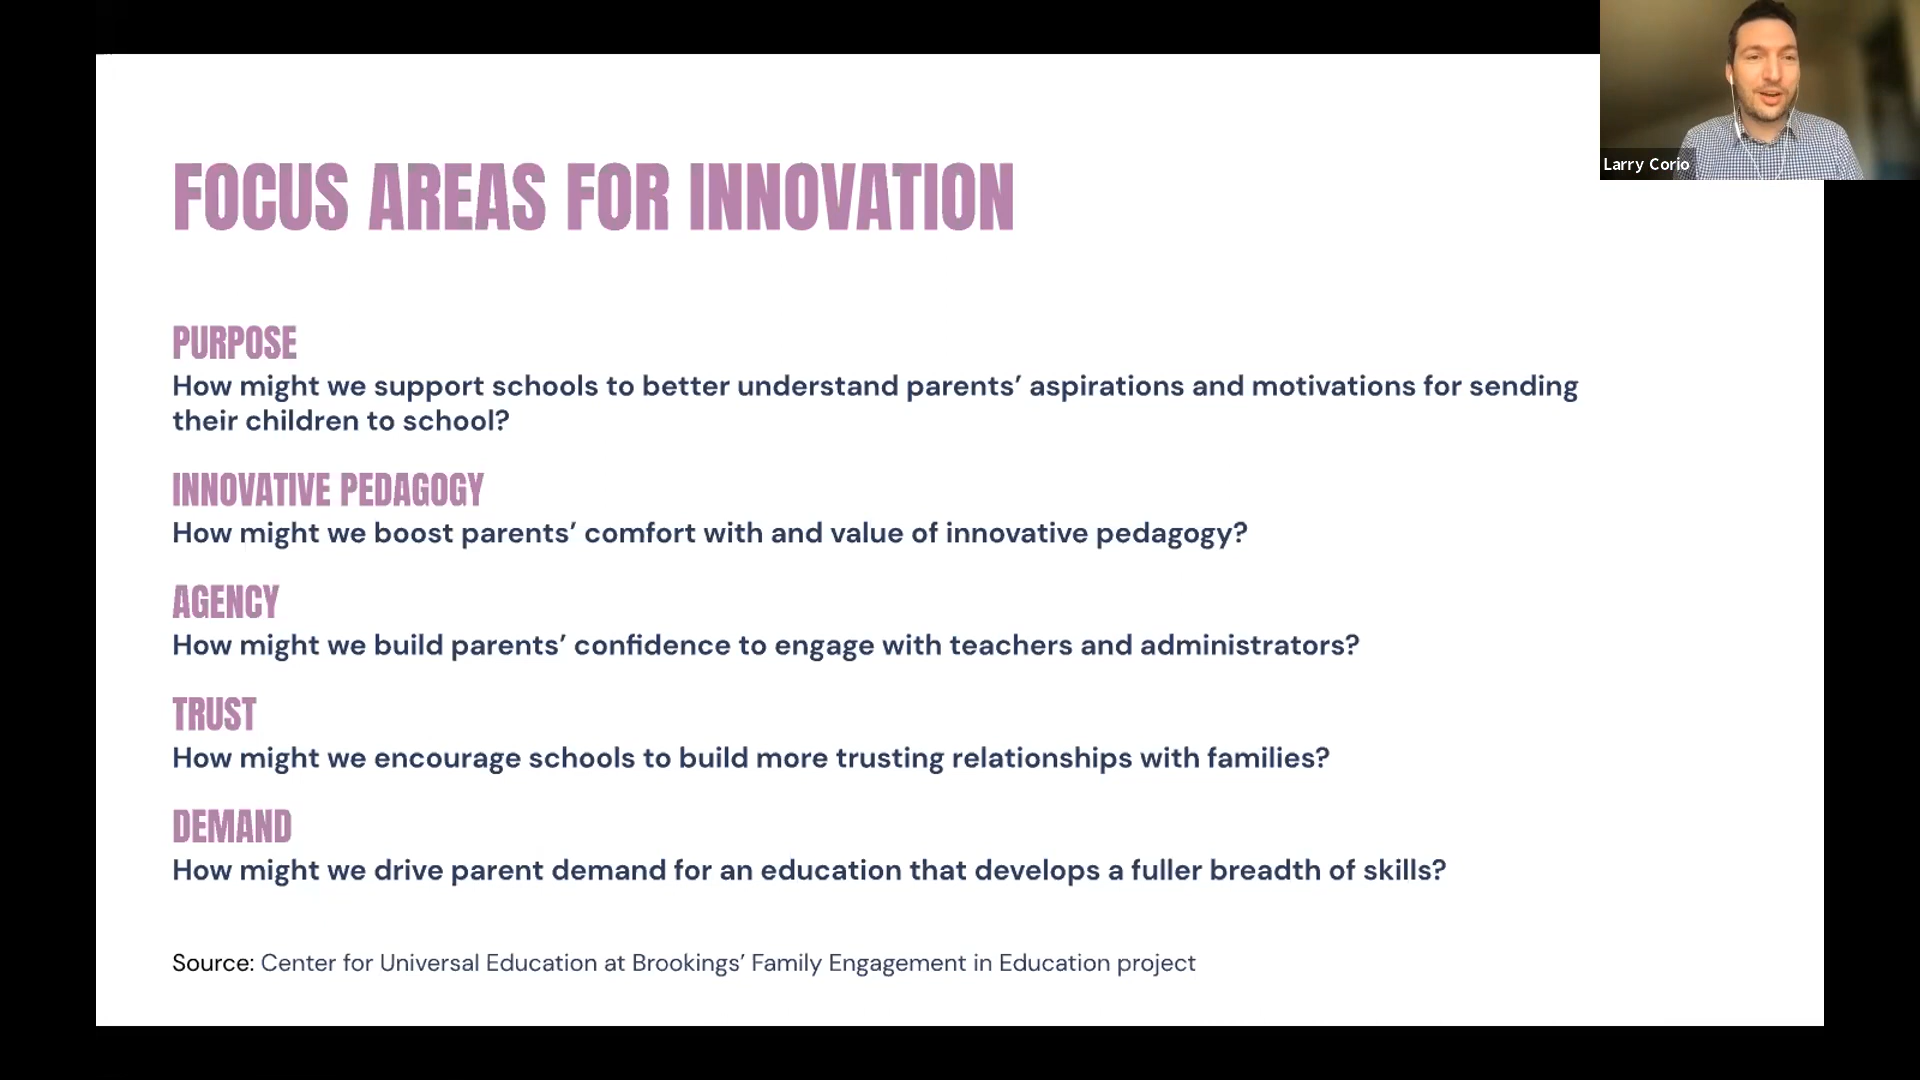 Larry Corio
FOCUS AREAS FOR INNOVATION
PURPOSE
How might we support schools to better understand parents’ aspirations and motivations for sending
their children to school?
INNOVATIVE PEDAGOGY
How might we boost parents’ comfort with and value of innovative pedagogy?
AGENCY
How might we build parents’ confidence to engage with teachers and administrators?
TRUST
How might we encourage schools to build more trusting relationships with families?
DEMAND
How might we drive parent demand for an education that develops a fuller breadth of skills?
Source: Center for Universal Education at Brookings’ Family Engagement in Education project